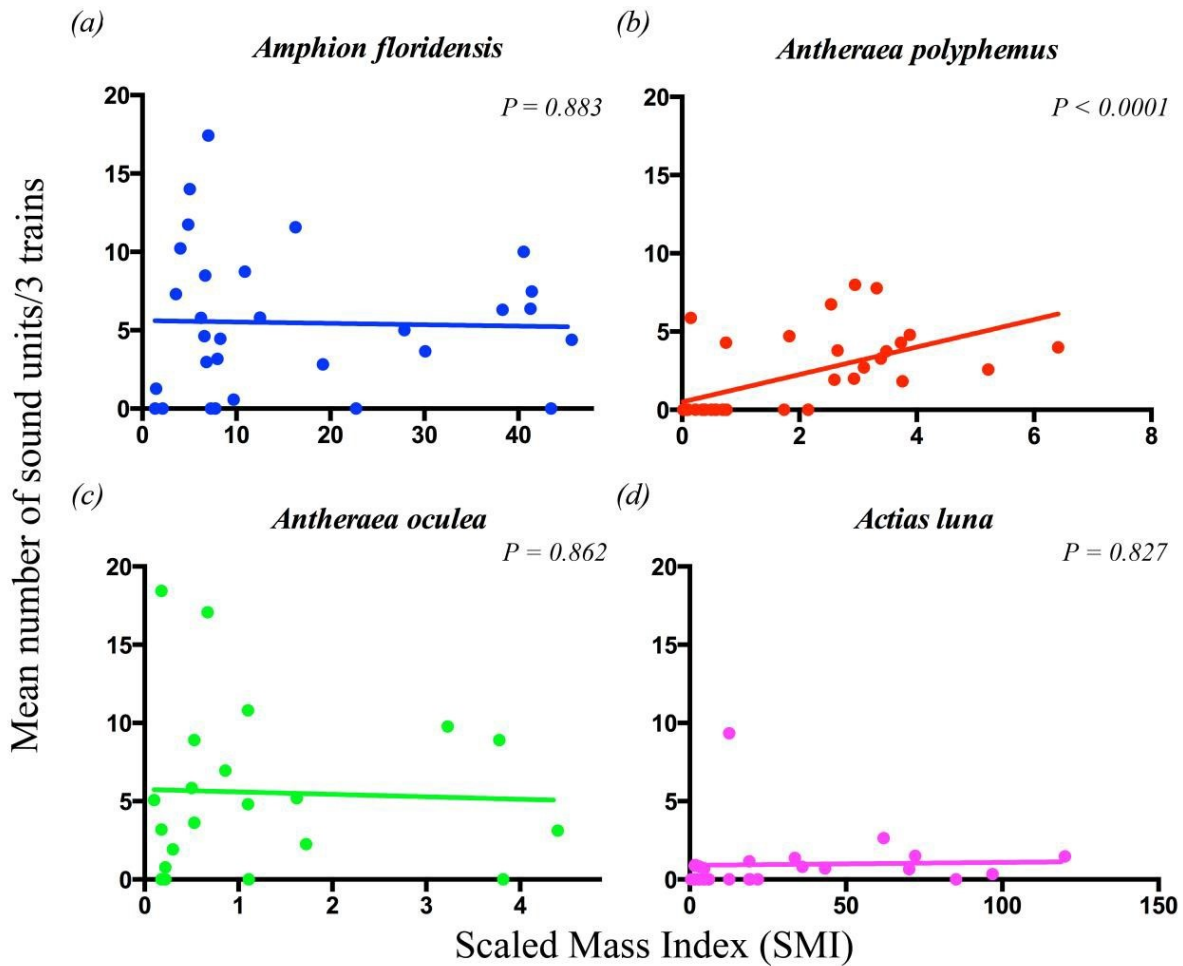 (a)
Amphion floridensis
P = 0.883
20
15
10
5
0
0 10 20 30 40
(b)
Antheraea polyphemus
P < 0.0001
20
15
10
5
0
0 2 4 6 8
Mean number of sound units/3 trains
(c)
Antheraea oculea
P = 0.862
20
15
10
5
0
0 1 2 3 4
(d)
Actias luna
P = 0.827
20
15
10
5
0
0 50 100 150
Scaled Mass Index (SMI)